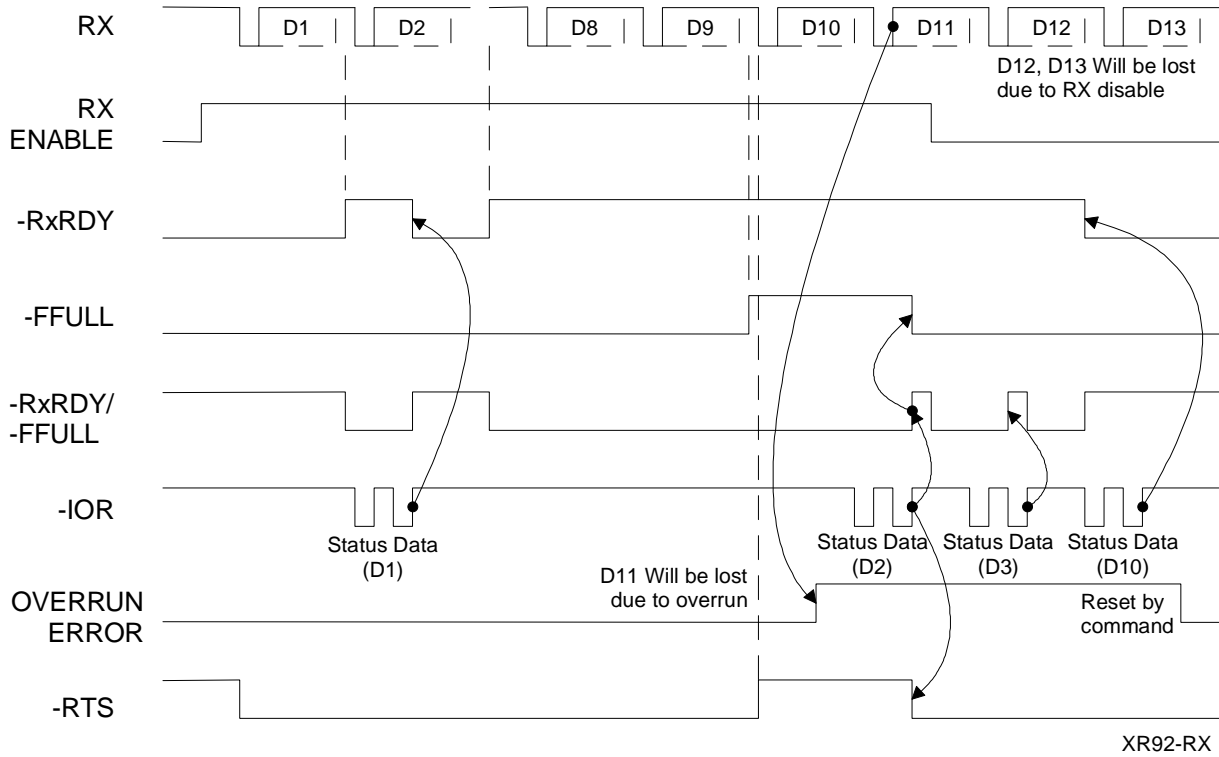 RX
D1
D2
D8
D9
D10
D11
D12
D13
D12, D13 Will be lost
due to RX disable
RX
ENABLE
-RxRDY
-FFULL
-RxRDY/
-FFULL
-IOR
Status Data
(D1)
Status Data
(D2)
Status Data
(D3)
Status Data
(D10)
D11 Will be lost
due to overrun
OVERRUN
ERROR
Reset by
command
-RTS
XR92-RX